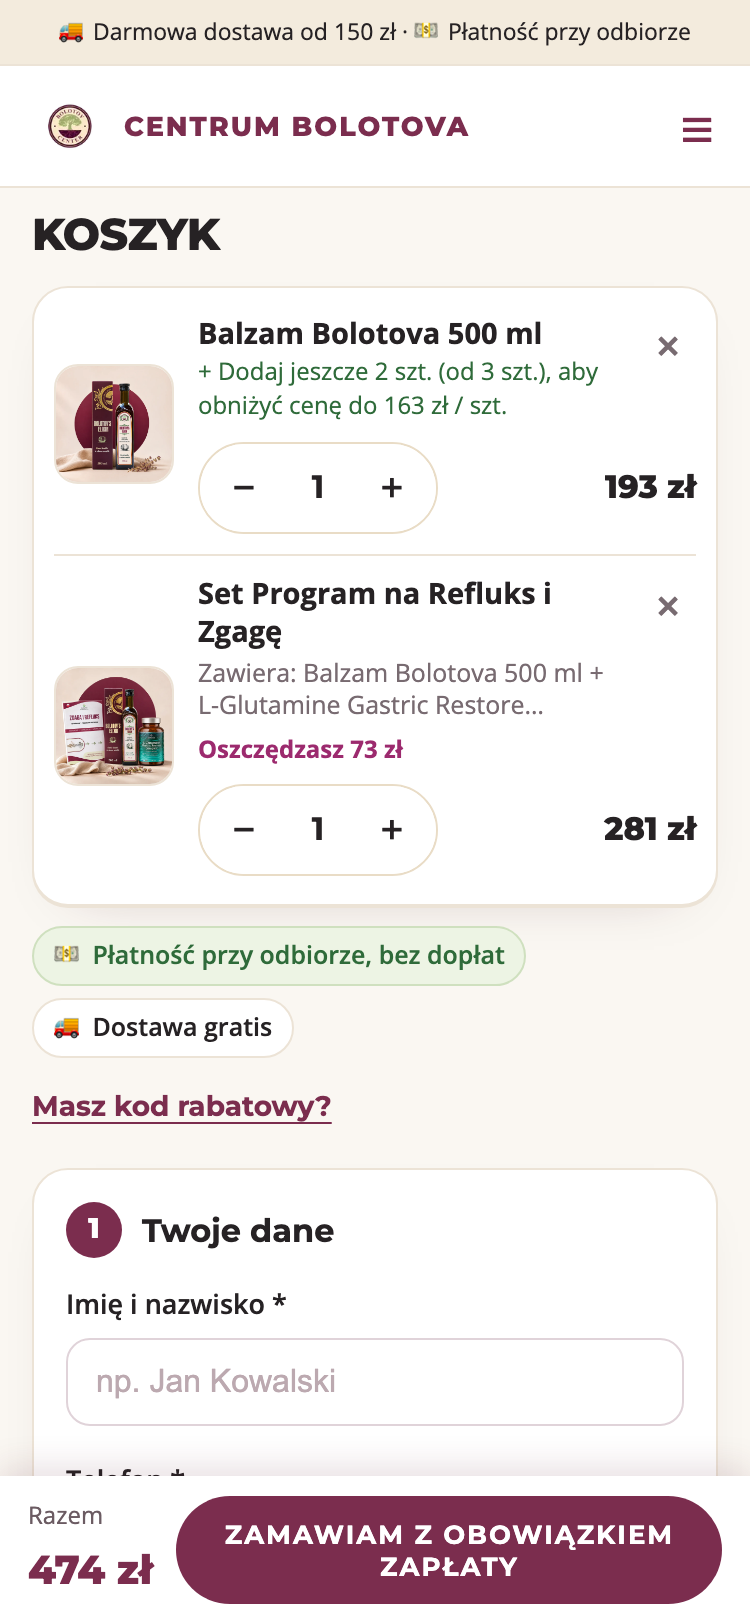 🚚 Darmowa dostawa od 150 zł · 💵 Płatność przy odbiorze
CENTRUM BOLOTOVA
KOSZYK
Balzam Bolotova 500 ml
+ Dodaj jeszcze 2 szt. (od 3 szt.), aby
obniżyć cenę do 163 zł / szt.
− 1 + 193 zł
Set Program na Refluks i
Zgagę
Zawiera: Balzam Bolotova 500 ml +
L-Glutamine Gastric Restore...
Oszczędzasz 73 zł
− 1 + 281 zł
💵 Płatność przy odbiorze, bez dopłat
🚚 Dostawa gratis
Masz kod rabatowy?
1 Twoje dane
Imię i nazwisko *
np. Jan Kowalski
Telefon *
Razem
474 zł
ZAMAWIAM Z OBOWIĄZKIEM
ZAPŁATY